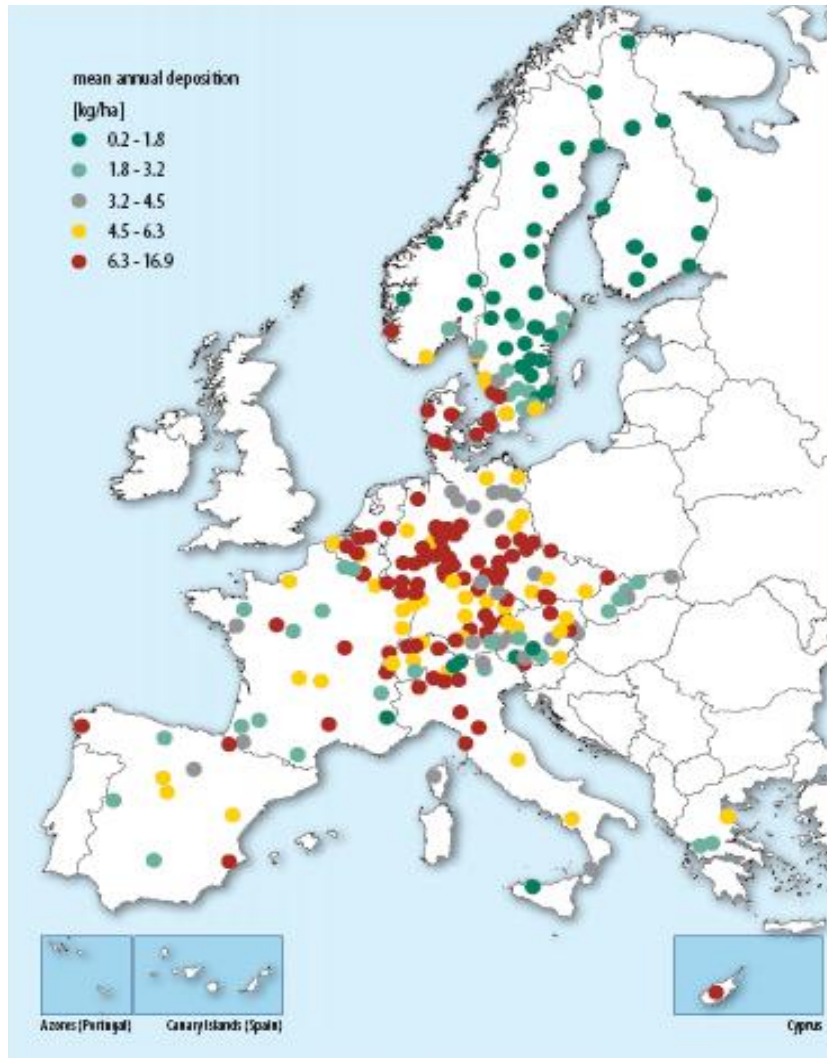 mean annual deposition
[kg/ha]
0.2 - 1.8
1.8 - 3.2
3.2 - 4.5
4.5 - 6.3
6.3 - 16.9
Azores (Portugal)
Canary Islands (Spain)
Cyprus